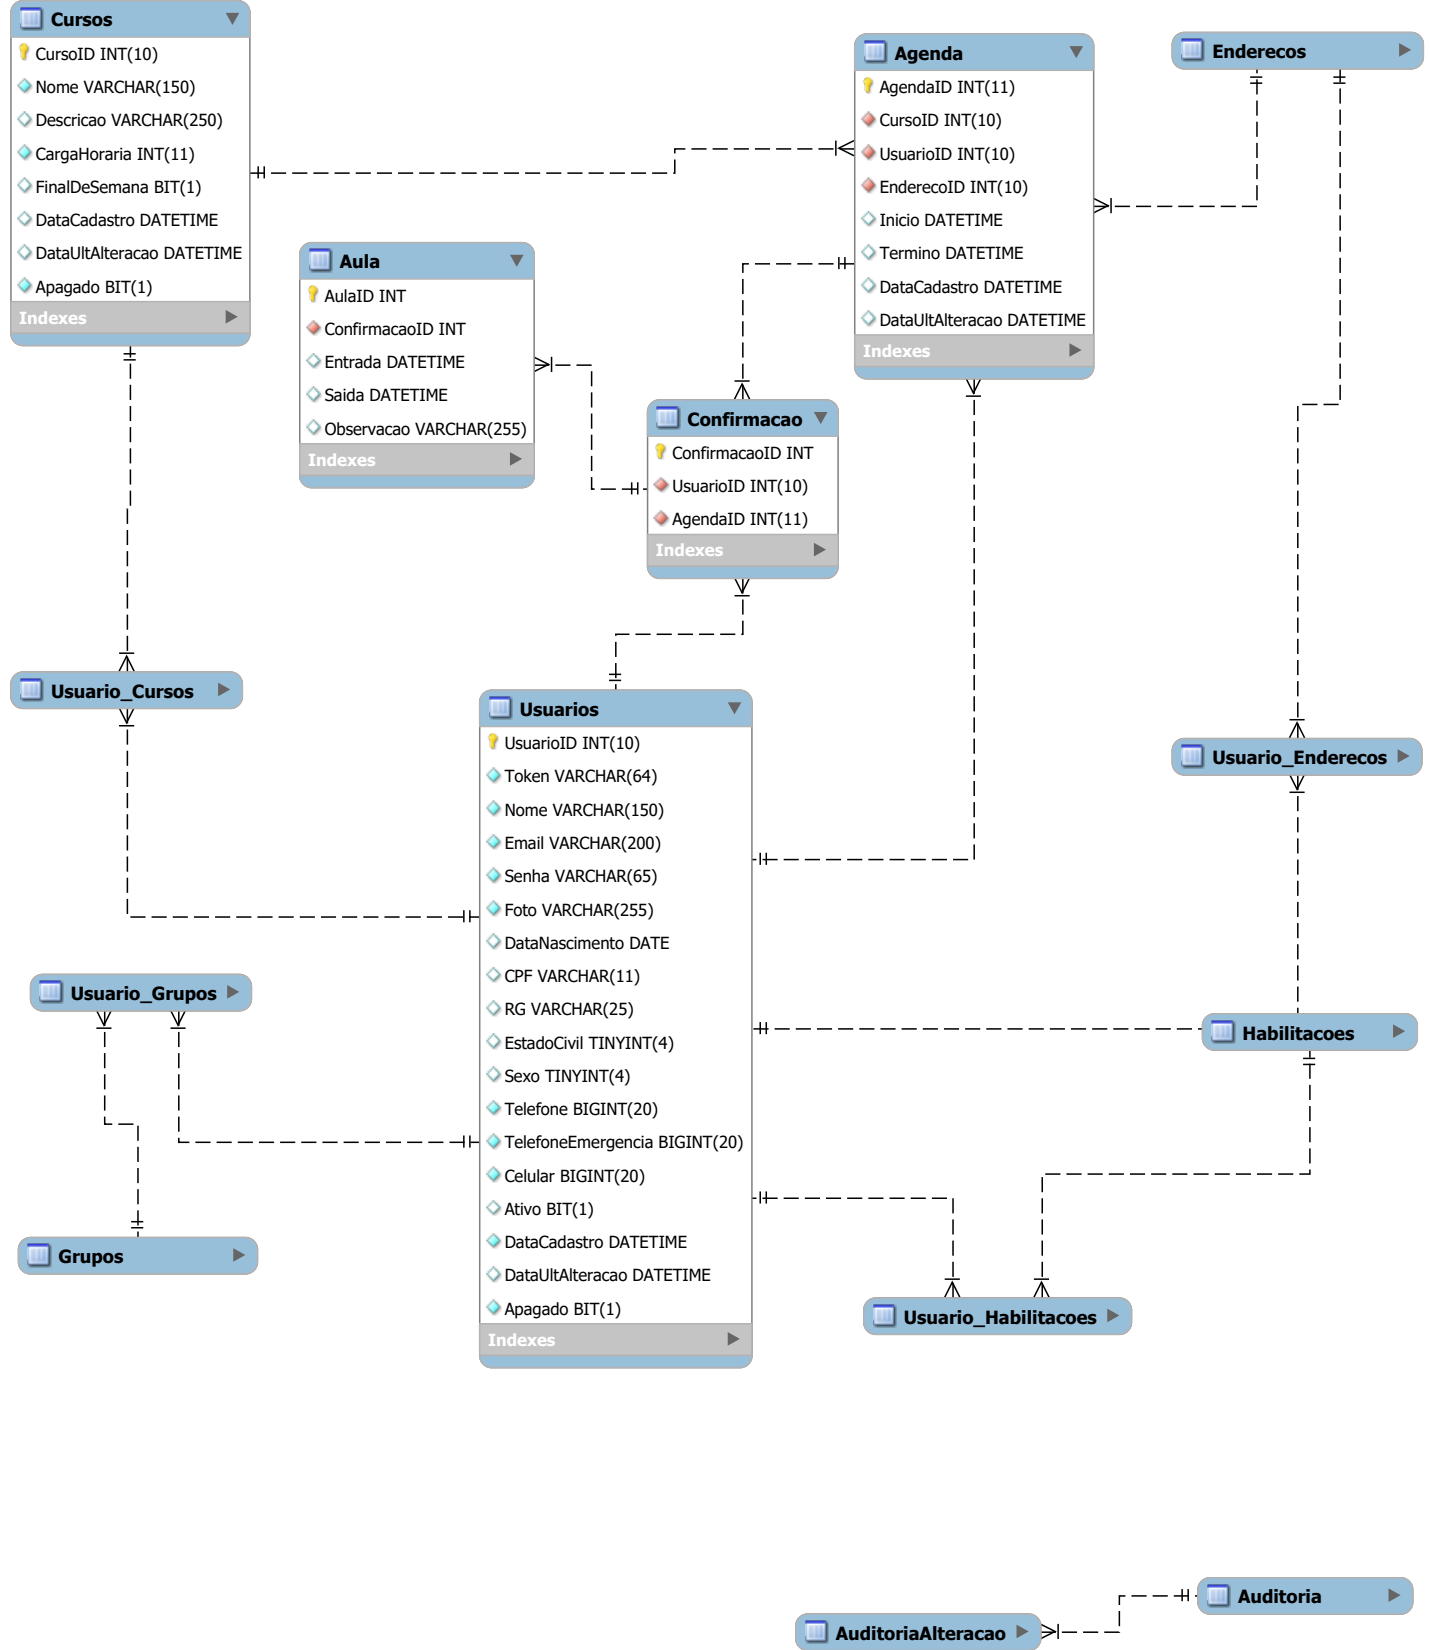 Cursos
CursoID INT(10)
Nome VARCHAR(150)
Descricao VARCHAR(250)
CargaHoraria INT(11)
FinalDeSemana BIT(1)
DataCadastro DATETIME
DataUltAlteracao DATETIME
Apagado BIT(1)
Indexes
Agenda
AgendaID INT(11)
CursoID INT(10)
UsuarioID INT(10)
EnderecoID INT(10)
Inicio DATETIME
Termino DATETIME
DataCadastro DATETIME
DataUltAlteracao DATETIME
Indexes
Enderecos
Aula
AulaID INT
ConfirmacaoID INT
Entrada DATETIME
Saida DATETIME
Observacao VARCHAR(255)
Indexes
Confirmacao
ConfirmacaoID INT
UsuarioID INT(10)
AgendaID INT(11)
Indexes
Usuario_Cursos
Usuarios
UsuarioID INT(10)
Token VARCHAR(64)
Nome VARCHAR(150)
Email VARCHAR(200)
Senha VARCHAR(65)
Foto VARCHAR(255)
DataNascimento DATE
CPF VARCHAR(11)
RG VARCHAR(25)
EstadoCivil TINYINT(4)
Sexo TINYINT(4)
Telefone BIGINT(20)
TelefoneEmergencia BIGINT(20)
Celular BIGINT(20)
Ativo BIT(1)
DataCadastro DATETIME
DataUltAlteracao DATETIME
Apagado BIT(1)
Indexes
Usuario_Enderecos
Usuario_Grupos
Habilitacoes
Grupos
Usuario_Habilitacoes
Auditoria
AuditoriaAlteracao